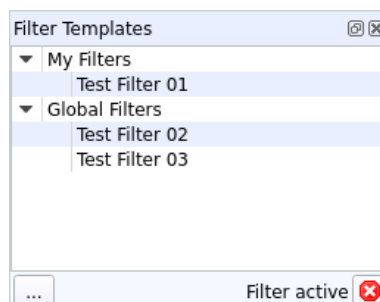 Filter Templates
My Filters
Test Filter 01
Global Filters
Test Filter 02
Test Filter 03
... Filter active